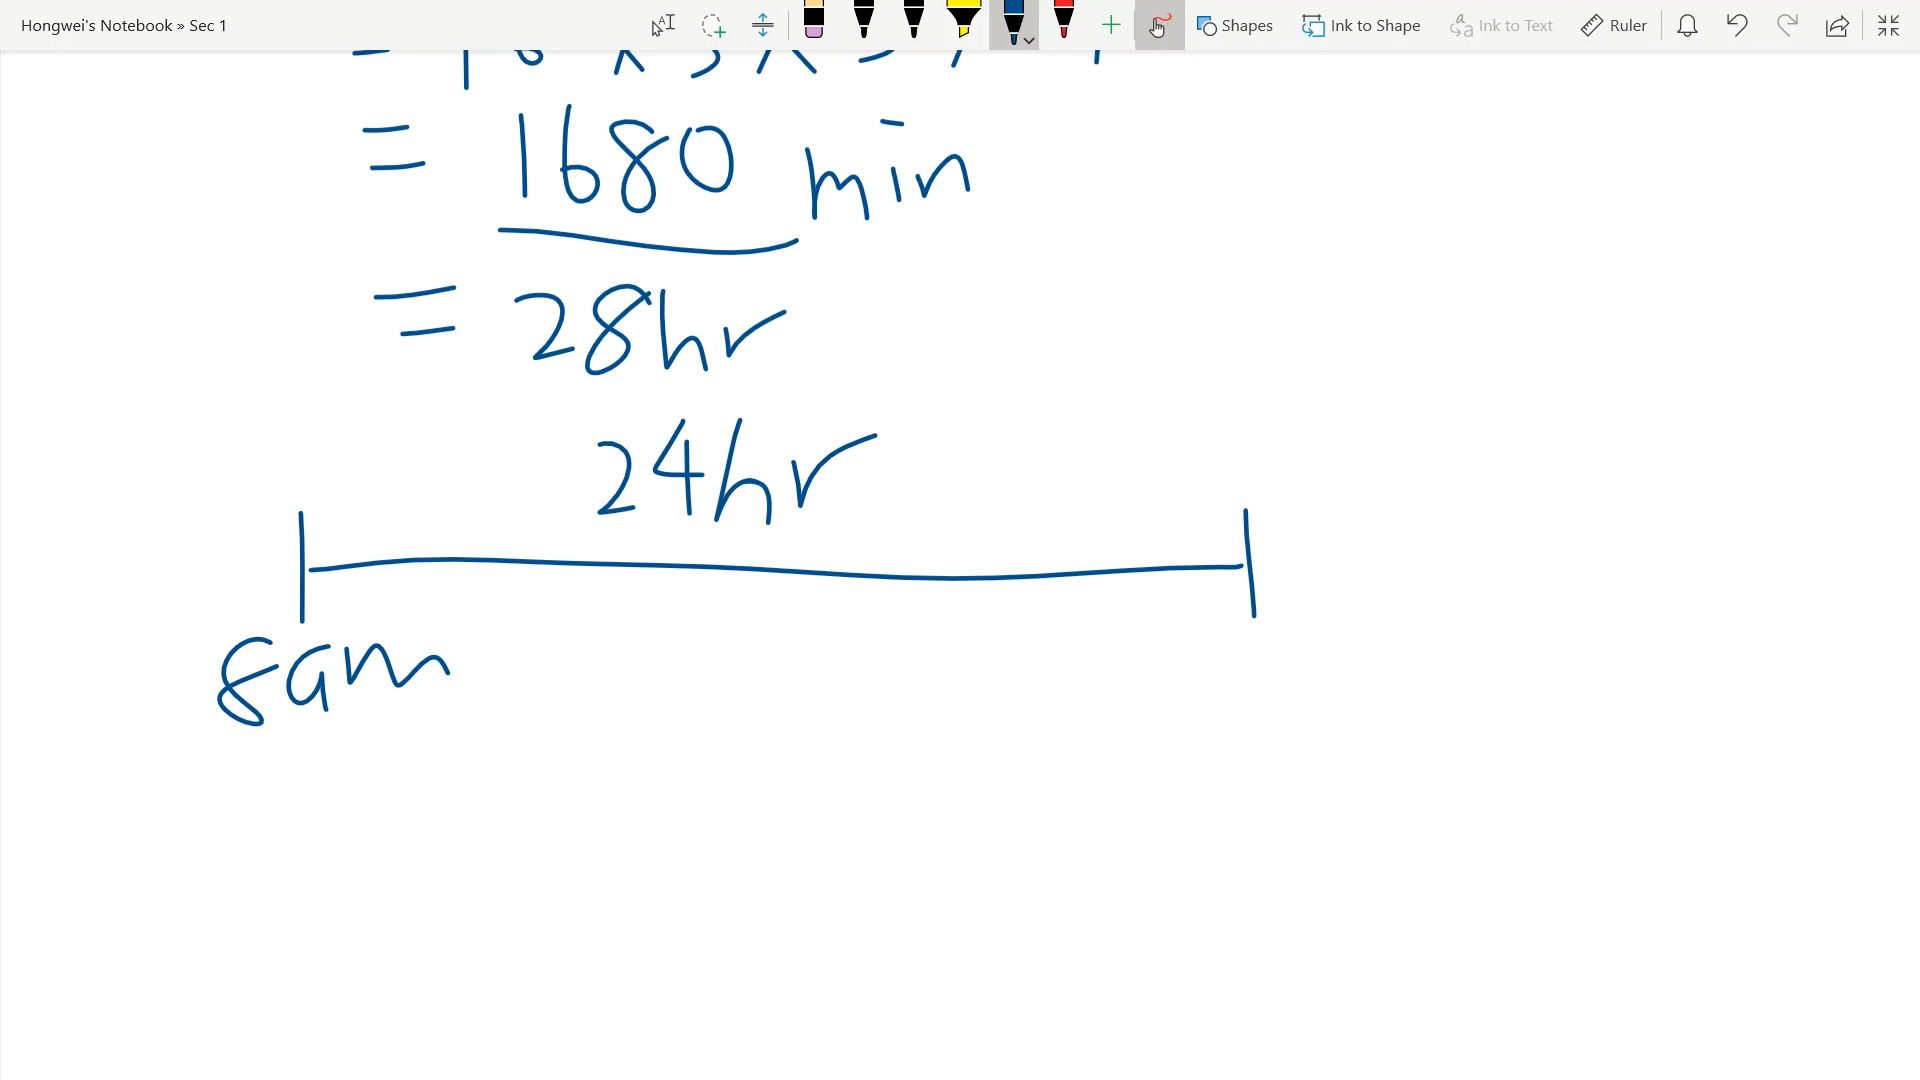 Hongwei's Notebook » Sec 1
Shapes Ink to Shape Ink to Text Ruler
= 1680 min
= 28hr
24hr
8am